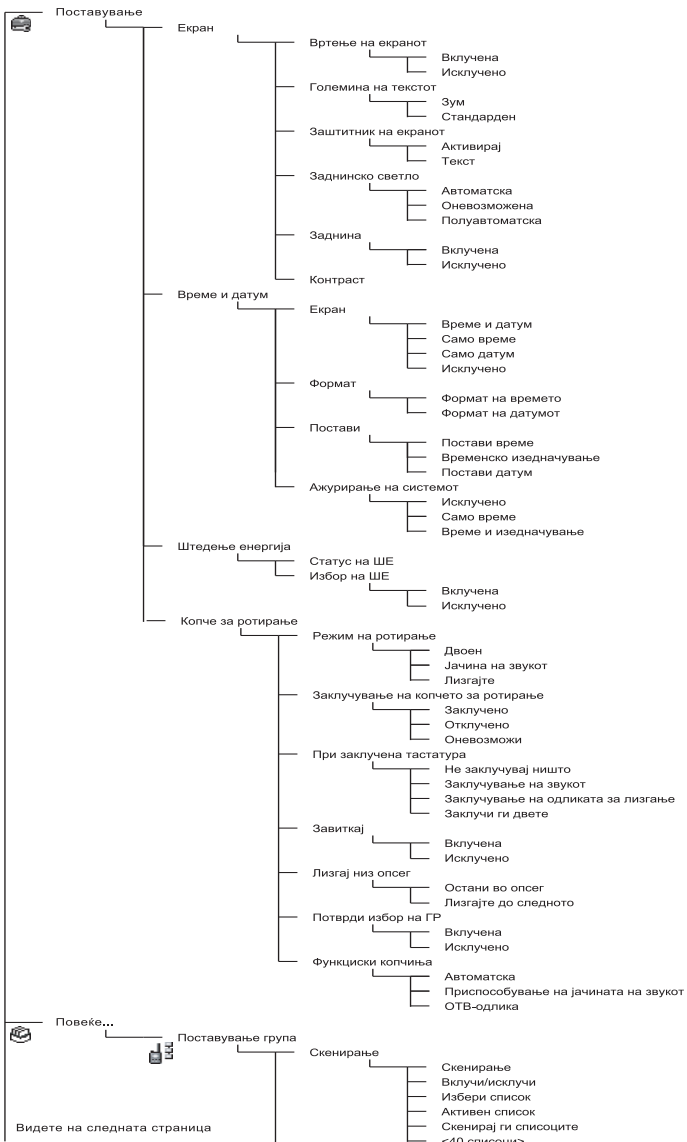 Поставување
Екран
Вртење на екранот
Вклучена
Исклучено
Големина на текстот
Зум
Стандарден
Заштитник на екранот
Активирај
Текст
Заднинско светло
Автоматска
Оневозможена
Полуавтоматска
Заднина
Вклучена
Исклучено
Контраст
Време и датум
Екран
Време и датум
Само време
Само датум
Исклучено
Формат
Формат на времето
Формат на датумот
Постави
Постави време
Временско изедначување
Постави датум
Ажурирање на системот
Исклучено
Само време
Време и изедначување
Штедење енергија
Статус на ШЕ
Избор на ШЕ
Вклучена
Исклучено
Копче за ротирање
Режим на ротирање
Двоен
Јачина на звукот
Лизгајте
Заклучување на копчето за ротирање
Заклучено
Отклучено
Оневозможи
При заклучена тастатура
Не заклучувај ништо
Заклучување на звукот
Заклучување на одликата за лизгање
Заклучи ги двете
Завиткај
Вклучена
Исклучено
Лизгај низ опсег
Остани во опсег
Лизгајте до следното
Потврди избор на ГР
Вклучена
Исклучено
Функциски копчиња
Автоматска
Приспособување на јачината на звукот
ОТВ-одлика
Повеќе...
Поставување група
Скенирање
Скенирање
Вклучи/исклучи
Избери список
Активен список
Скенирај ги списоците
<40 списоци>
Видете на следната страница